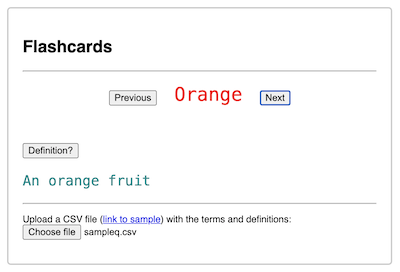 Flashcards
Previous Orange Next
Definition?
An orange fruit
Upload a CSV file (link to sample) with the terms and definitions:
Choose file sampleq.csv